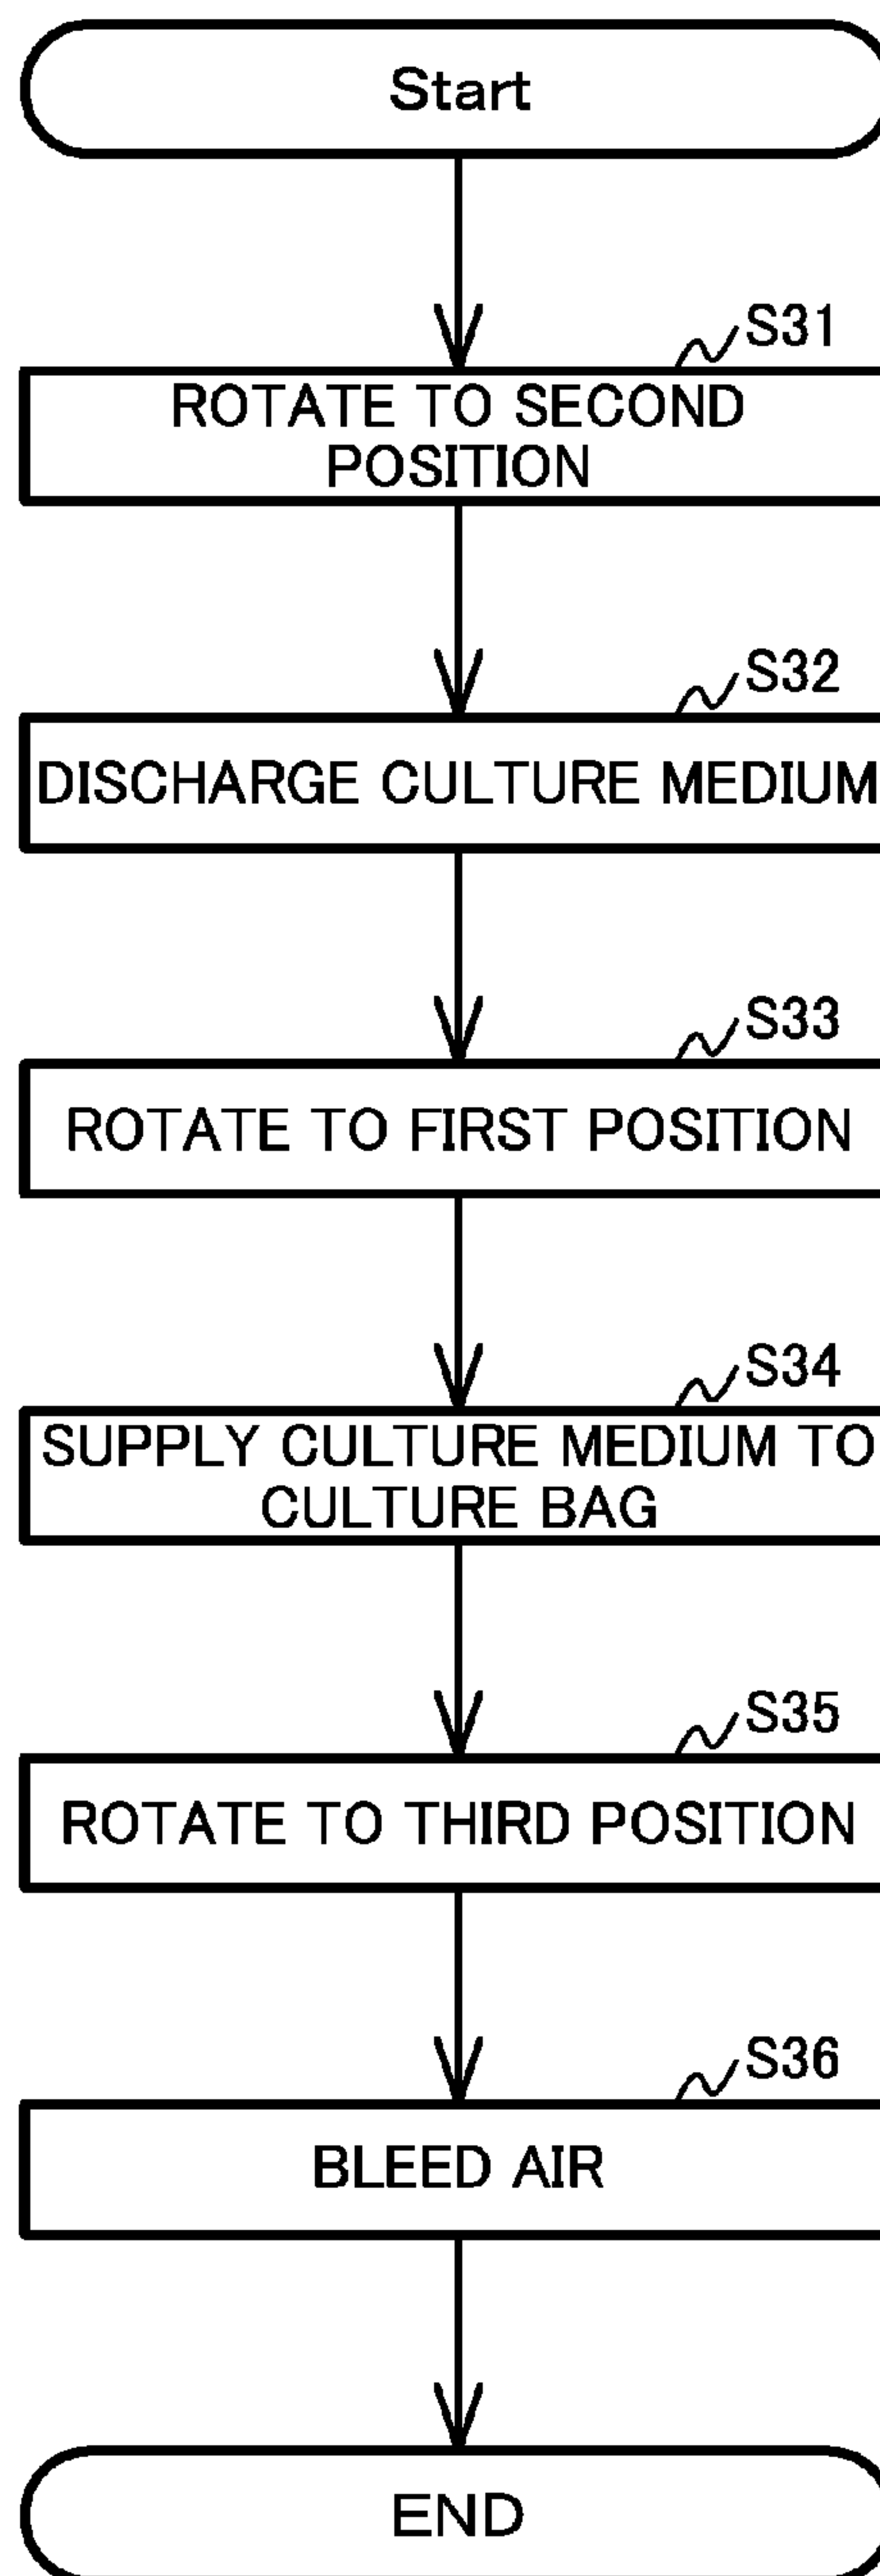 Start
S31
ROTATE TO SECOND
POSITION
S32
DISCHARGE CULTURE MEDIUM
S33
ROTATE TO FIRST POSITION
S34
SUPPLY CULTURE MEDIUM TO
CULTURE BAG
S35
ROTATE TO THIRD POSITION
S36
BLEED AIR
END